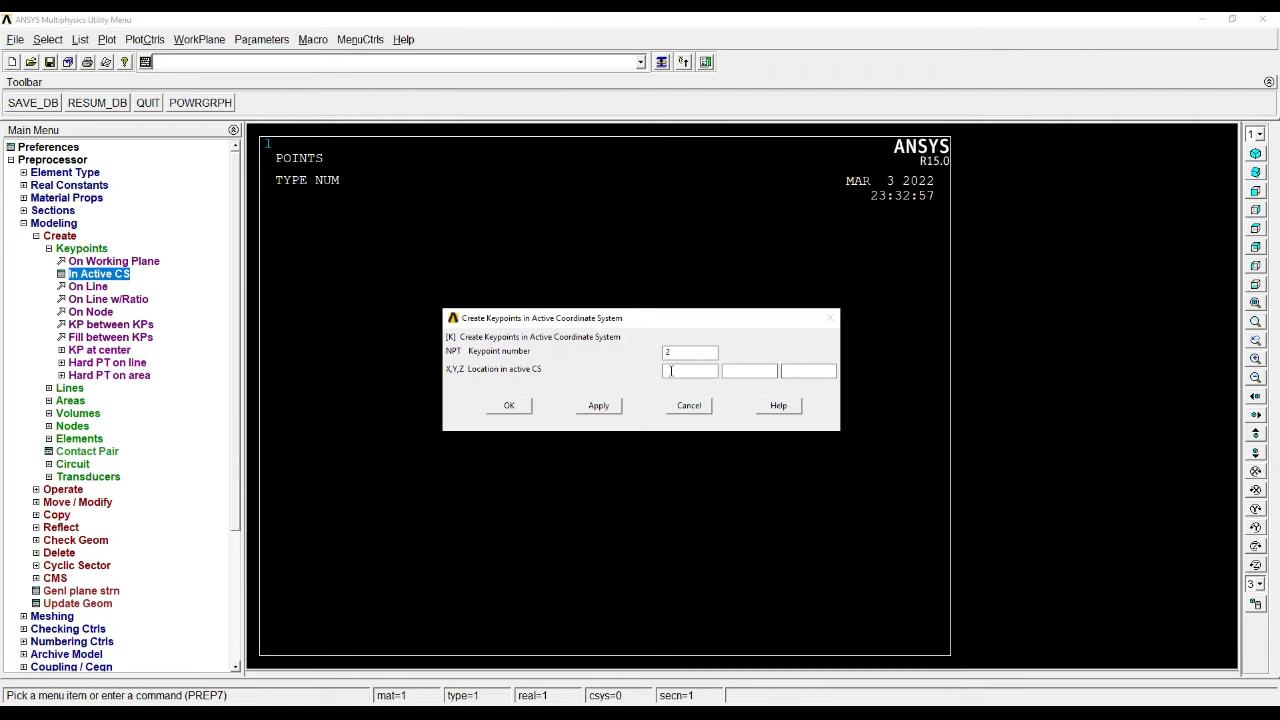 ANSYS Multiphysics Utility Menu
File Select List Plot PlotCtrls WorkPlane Parameters Macro MenuCtrls Help
Toolbar
SAVE_DB RESUM_DB QUIT POWRGRPH
Main Menu
Preferences
Preprocessor
Element Type
Real Constants
Material Props
Sections
Modeling
Create
Keypoints
On Working Plane
In Active CS
On Line
On Line w/Ratio
On Node
KP between KPs
Fill between KPs
KP at center
Hard PT on line
Hard PT on area
Lines
Areas
Volumes
Nodes
Elements
Contact Pair
Circuit
Transducers
Operate
Move / Modify
Copy
Reflect
Check Geom
Delete
Cyclic Sector
CMS
Genl plane strn
Update Geom
Meshing
Checking Ctrls
Numbering Ctrls
Archive Model
Coupling / Ceqn
1
POINTS
TYPE NUM
ANSYS
R15.0
MAR 3 2022
23:32:57
Create Keypoints in Active Coordinate System
[K] Create Keypoints in Active Coordinate System
NPT Keypoint number 2
X,Y,Z Location in active CS
OK Apply Cancel Help
1
3
Pick a menu item or enter a command (PREP7) mat=1 type=1 real=1 csys=0 secn=1